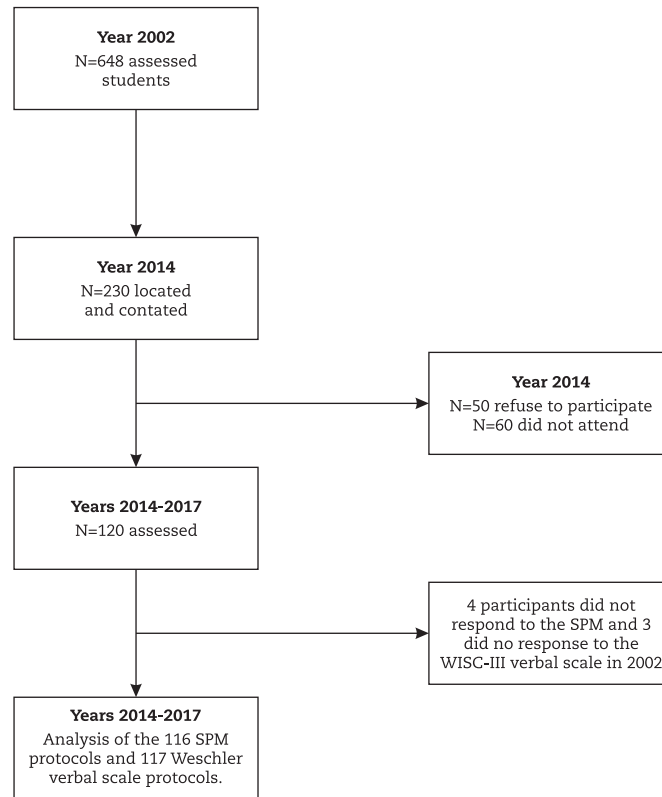 Year 2002
N=648 assessed
students
Year 2014
N=230 located
and contated
Year 2014
N=50 refuse to participate
N=60 did not attend
Years 2014-2017
N=120 assessed
4 participants did not
respond to the SPM and 3
did no response to the
WISC-III verbal scale in 2002
Years 2014-2017
Analysis of the 116 SPM
protocols and 117 Weschler
verbal scale protocols.